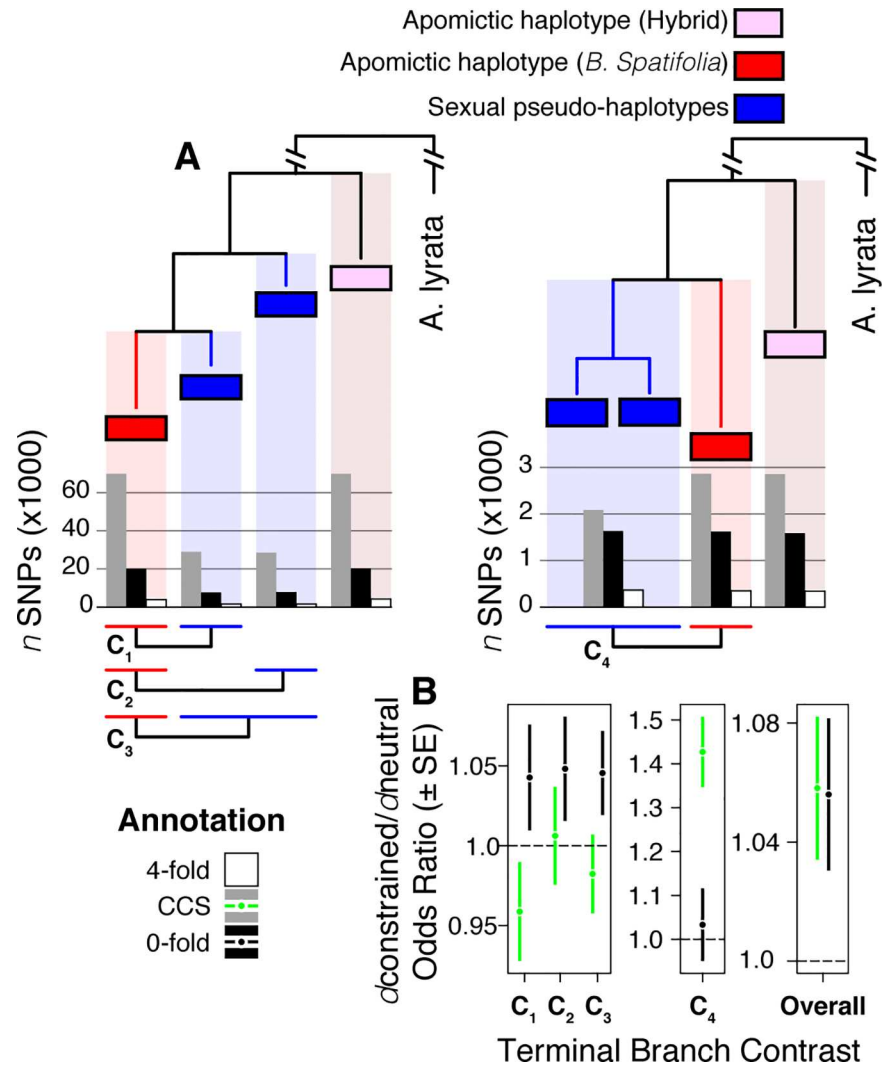 Apomictic haplotype (Hybrid)
Apomictic haplotype (B. Spatifolia)
Sexual pseudo-haplotypes
A
A. lyrata
A. lyrata
n SNPs (x1000)
60
40
20
0
n SNPs (x1000)
3
2
1
0
C1
C2
C3
C4
B
Annotation
4-fold
CCS
0-fold
dconstrained/dneutral
Odds Ratio (± SE)
1.05
1.0
0.95
C1 C2 C3
1.5
1.4
1.3
1.2
1.1
1.0
C4
1.08
1.04
1.0
Overall
Terminal Branch Contrast